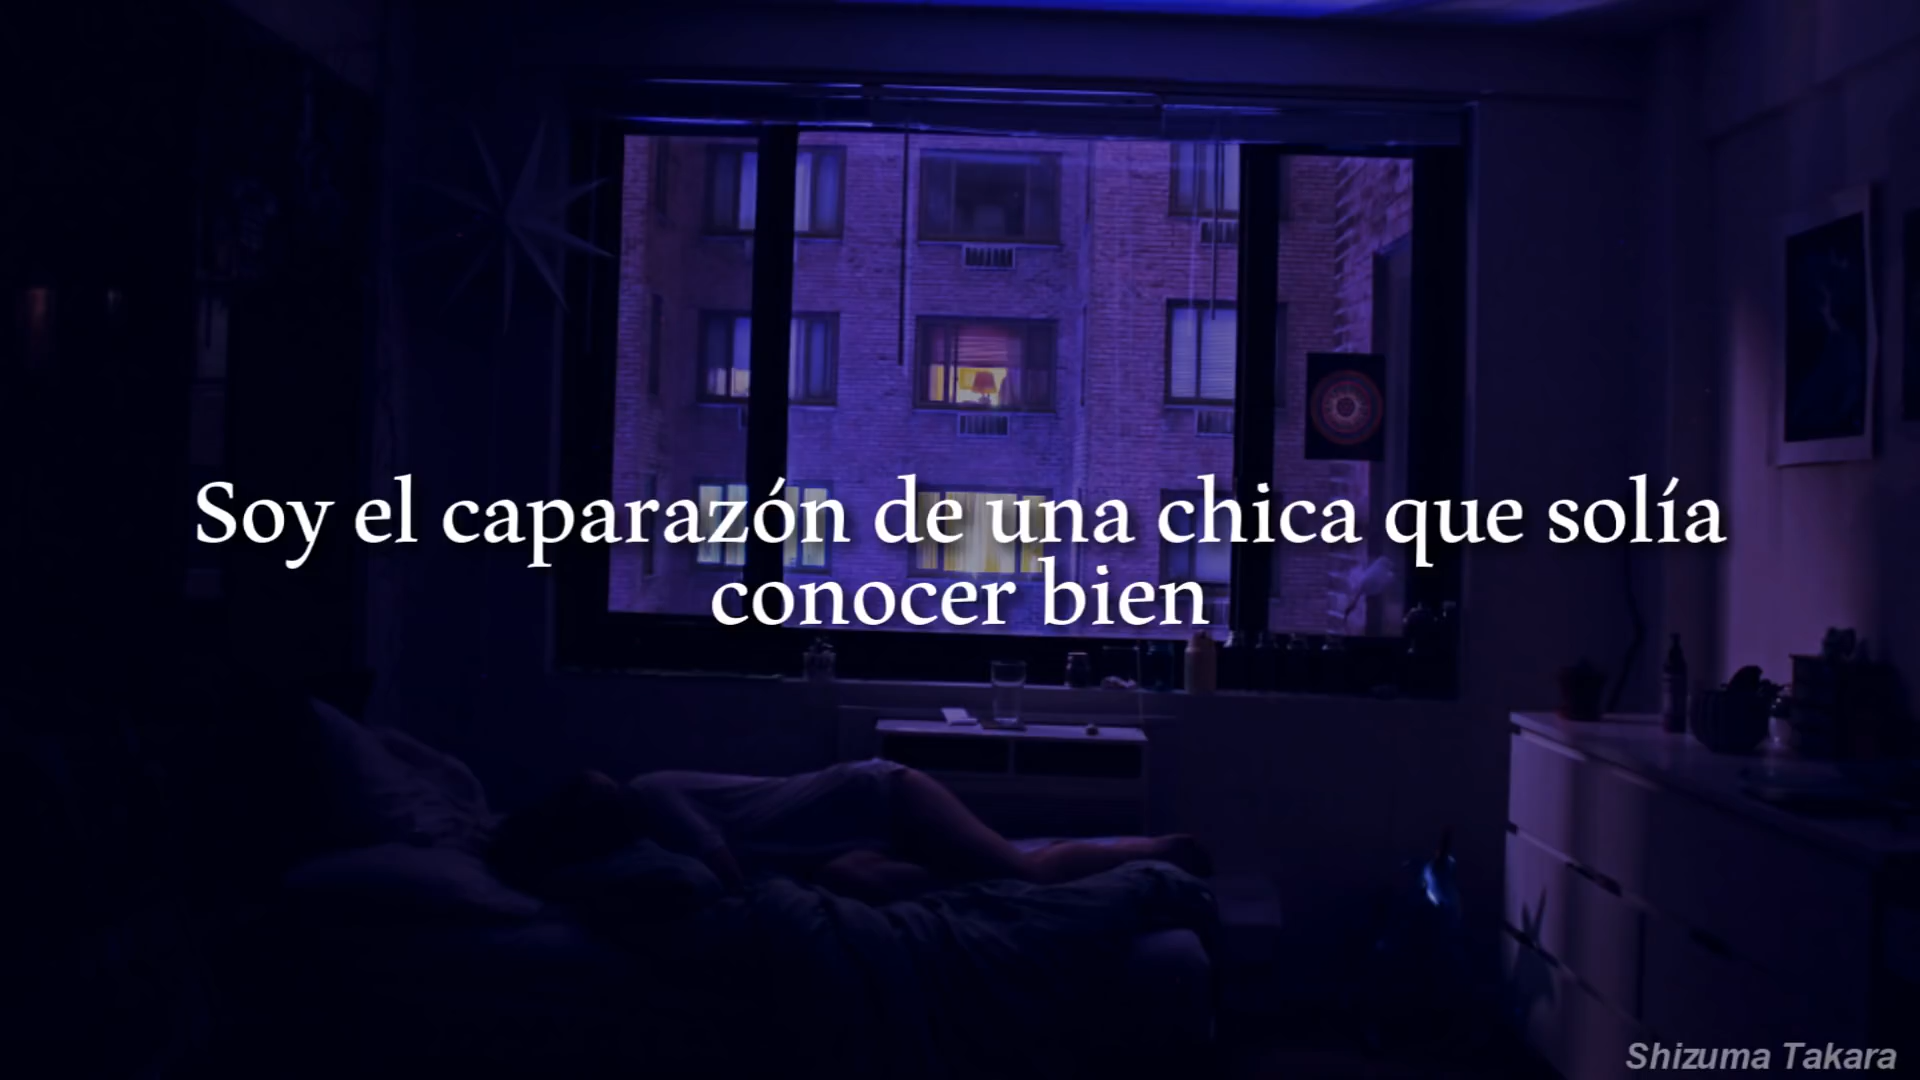 Soy el caparazón de una chica que solía
conocer bien
Shizuma Takara